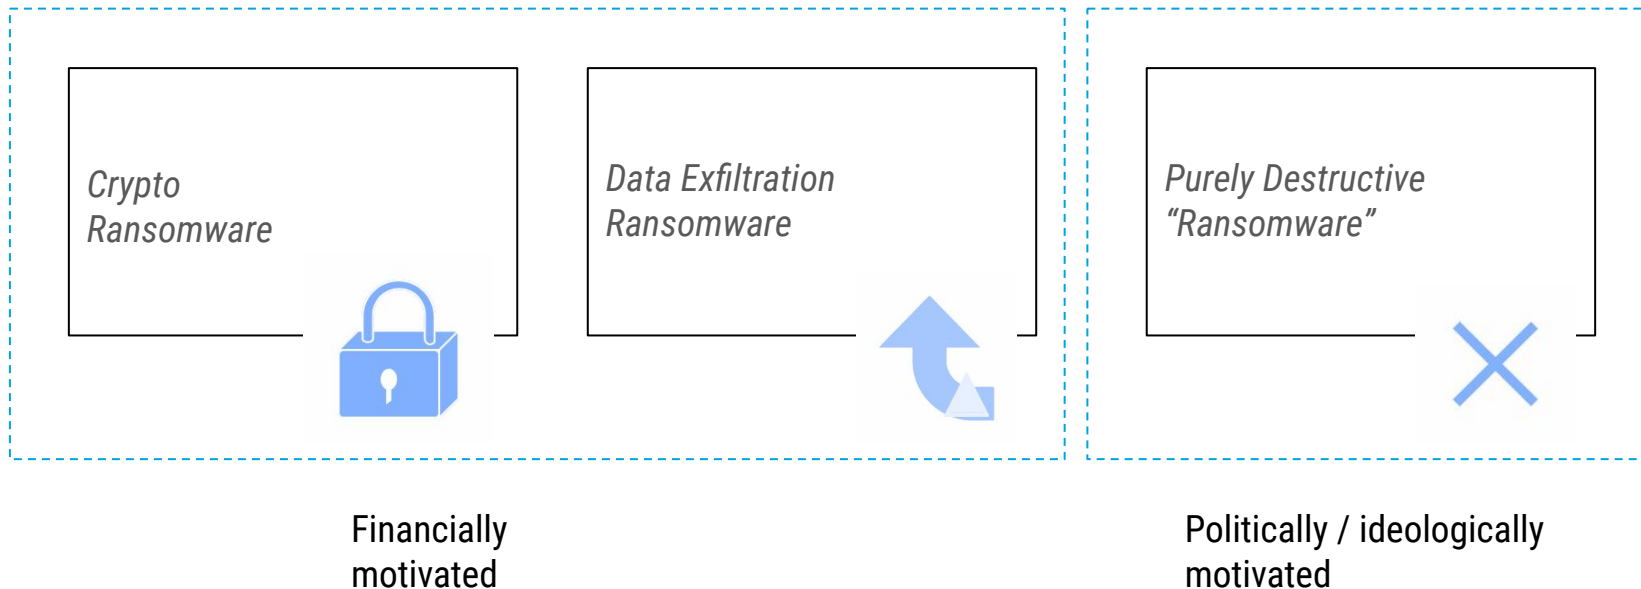 Crypto
Ransomware
Data Exfiltration
Ransomware
Purely Destructive
“Ransomware”
Financially
motivated
Politically / ideologically
motivated